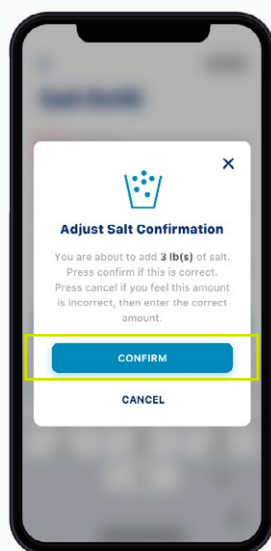 Adjust Salt Confirmation
You are about to add 3 lb(s) of salt.
Press confirm if this is correct.
Press cancel if you feel this amount
is incorrect, then enter the correct
amount.
CONFIRM
CANCEL